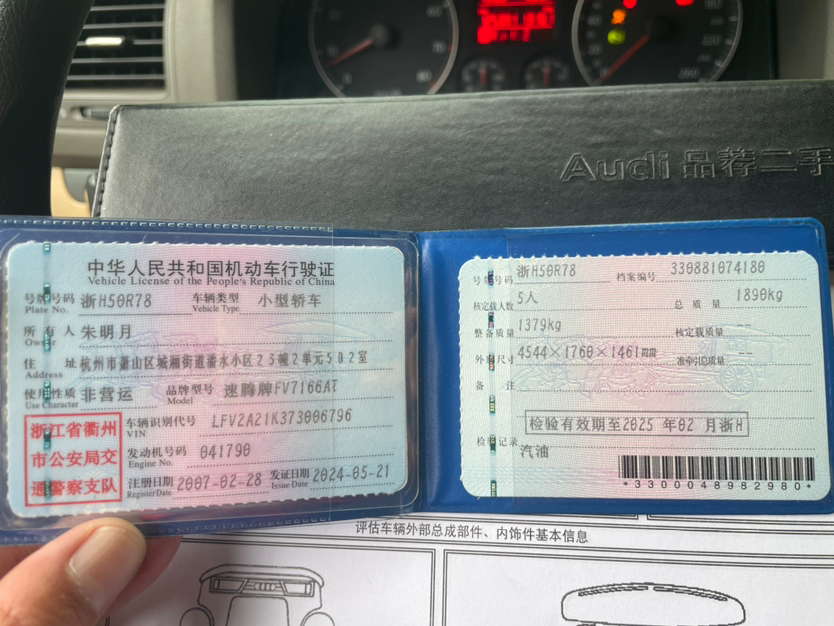 Audi 品荐二手
中华人民共和国机动车行驶证
Vehicle License of the People's Republic of China
号牌号码 浙H50R78 车辆类型 小型轿车
Plate No. Vehicle Type
所有人 朱明月
Owner
住址 杭州市萧山区城厢街道潘水小区23幢2单元502室
Address
使用性质 非营运 品牌型号 速腾牌FV7166AT
Use Character Model
浙江省衢州
市公安局交
通警察支队
车辆识别代号 LFV2A21K373006796
VIN
发动机号码 041790
Engine No.
注册日期 2007-02-28 发证日期 2024-05-21
Register Date Issue Date
号牌号码 浙H50R78 档案编号 330881074180
核定载人数 5人 总质量 1890kg
整备质量 1379kg 核定载质量 --
外廓尺寸 4544×1760×1461mm 准牵引总质量 --
备注
检验有效期至2025年02月浙H
检验记录
汽油
*3300048982980*
评估车辆外部总成部件、内饰件基本信息